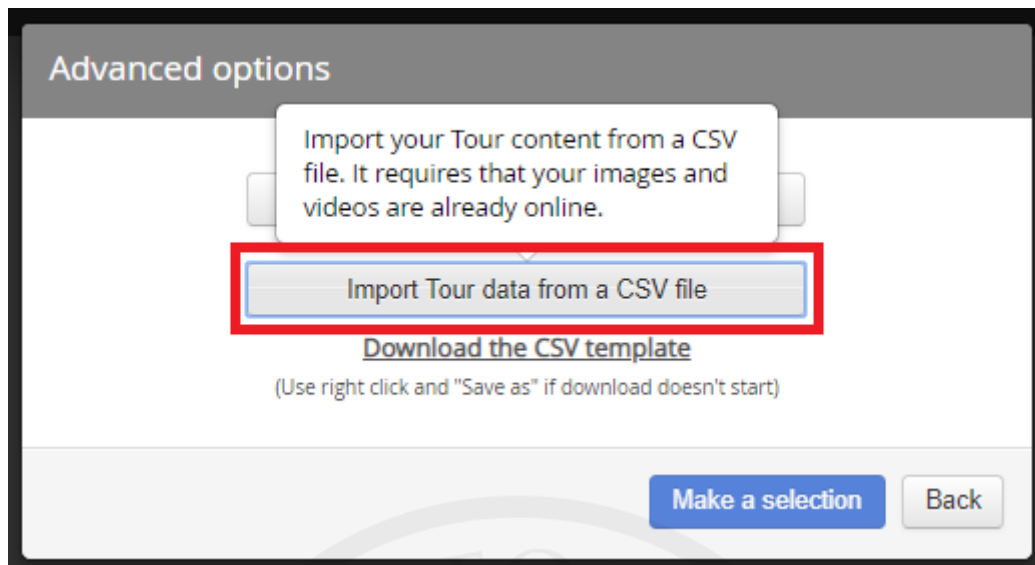 Advanced options
Import your Tour content from a CSV
file. It requires that your images and
videos are already online.
Import Tour data from a CSV file
Download the CSV template
(Use right click and "Save as" if download doesn't start)
Make a selection
Back